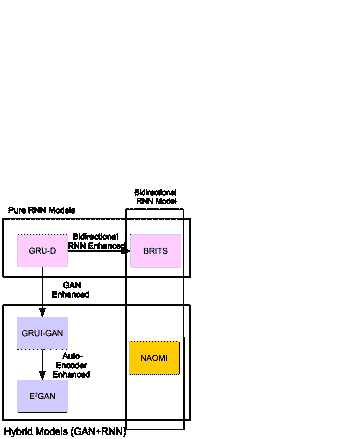 Bidirectional
RNN Model
Pure RNN Models
GRU-D
Bidirectional
RNN Enhanced
BRITS
GAN
Enhanced
GRUI-GAN
Auto-
Encoder
Enhanced
NAOMI
E²GAN
Hybrid Models (GAN+RNN)